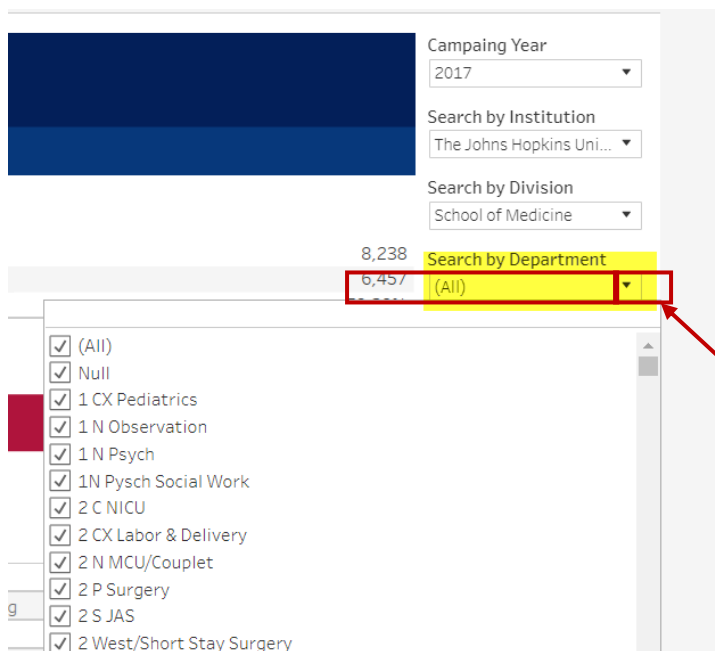 Campaing Year
2017
Search by Institution
The Johns Hopkins Uni...
Search by Division
School of Medicine
8,238
Search by Department
6,457
(All)
(All)
Null
1 CX Pediatrics
1 N Observation
1 N Psych
1N Pysch Social Work
2 C NICU
2 CX Labor & Delivery
2 N MCU/Couplet
2 P Surgery
g
2 S JAS
2 West/Short Stay Surgery